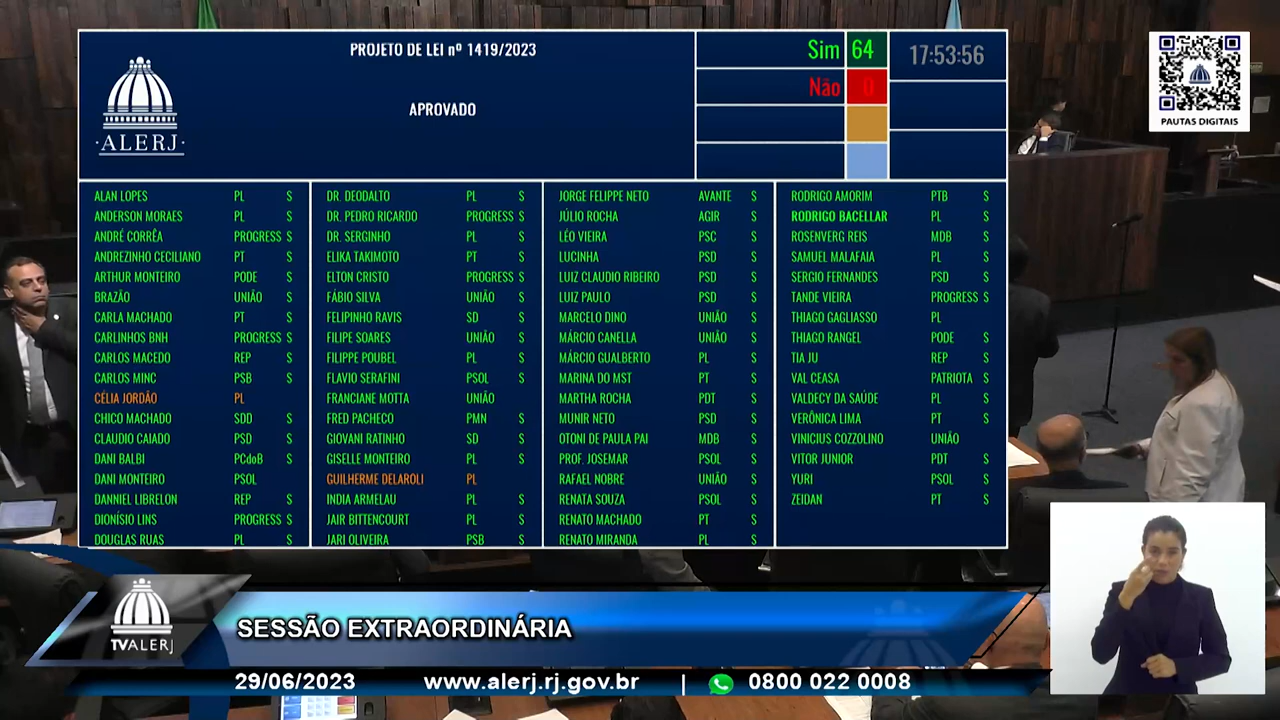 PROJETO DE LEI nº 1419/2023
APROVADO
·ALERJ·
Sim 64
Não 0
17:53:56
PAUTAS DIGITAIS
ALAN LOPES PL S
ANDERSON MORAES PL S
ANDRÉ CORRÊA PROGRESS S
ANDREZINHO CECILIANO PT S
ARTHUR MONTEIRO PODE S
BRAZÃO UNIÃO S
CARLA MACHADO PT S
CARLINHOS BNH PROGRESS S
CARLOS MACEDO REP S
CARLOS MINC PSB S
CÉLIA JORDÃO PL
CHICO MACHADO SDD S
CLAUDIO CAIADO PSD S
DANI BALBI PCdoB S
DANI MONTEIRO PSOL
DANNIEL LIBRELON REP S
DIONÍSIO LINS PROGRESS S
DOUGLAS RUAS PL S
DR. DEODALTO PL S
DR. PEDRO RICARDO PROGRESS S
DR. SERGINHO PL S
ELIKA TAKIMOTO PT S
ELTON CRISTO PROGRESS S
FÁBIO SILVA UNIÃO S
FELIPINHO RAVIS SD S
FILIPE SOARES UNIÃO S
FILIPPE POUBEL PL S
FLAVIO SERAFINI PSOL S
FRANCIANE MOTTA UNIÃO
FRED PACHECO PMN S
GIOVANI RATINHO SD S
GISELLE MONTEIRO PL S
GUILHERME DELAROLI PL
INDIA ARMELAU PL S
JAIR BITTENCOURT PL S
JARI OLIVEIRA PSB S
JORGE FELIPPE NETO AVANTE S
JÚLIO ROCHA AGIR S
LÉO VIEIRA PSC S
LUCINHA PSD S
LUIZ CLAUDIO RIBEIRO PSD S
LUIZ PAULO PSD S
MARCELO DINO UNIÃO S
MÁRCIO CANELLA UNIÃO S
MÁRCIO GUALBERTO PL S
MARINA DO MST PT S
MARTHA ROCHA PDT S
MUNIR NETO PSD S
OTONI DE PAULA PAI MDB S
PROF. JOSEMAR PSOL S
RAFAEL NOBRE UNIÃO S
RENATA SOUZA PSOL S
RENATO MACHADO PT S
RENATO MIRANDA PL S
RODRIGO AMORIM PTB S
RODRIGO BACELLAR PL S
ROSENVERG REIS MDB S
SAMUEL MALAFAIA PL S
SERGIO FERNANDES PSD S
TANDE VIEIRA PROGRESS S
THIAGO GAGLIASSO PL
THIAGO RANGEL PODE S
TIA JU REP S
VAL CEASA PATRIOTA S
VALDECY DA SAÚDE PL S
VERÔNICA LIMA PT S
VINICIUS COZZOLINO UNIÃO
VITOR JUNIOR PDT S
YURI PSOL S
ZEIDAN PT S
TVALERJ
SESSÃO EXTRAORDINÁRIA
29/06/2023 www.alerj.rj.gov.br | 0800 022 0008